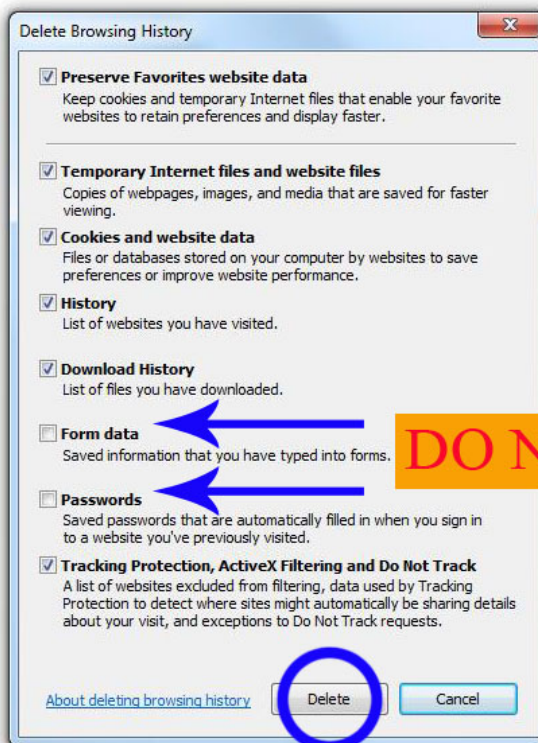 Delete Browsing History
Preserve Favorites website data
Keep cookies and temporary Internet files that enable your favorite
websites to retain preferences and display faster.
Temporary Internet files and website files
Copies of webpages, images, and media that are saved for faster
viewing.
Cookies and website data
Files or databases stored on your computer by websites to save
preferences or improve website performance.
History
List of websites you have visited.
Download History
List of files you have downloaded.
Form data
Saved information that you have typed into forms.
DO N
Passwords
Saved passwords that are automatically filled in when you sign in
to a website you've previously visited.
Tracking Protection, ActiveX Filtering and Do Not Track
A list of websites excluded from filtering, data used by Tracking
Protection to detect where sites might automatically be sharing details
about your visit, and exceptions to Do Not Track requests.
About deleting browsing history Delete Cancel